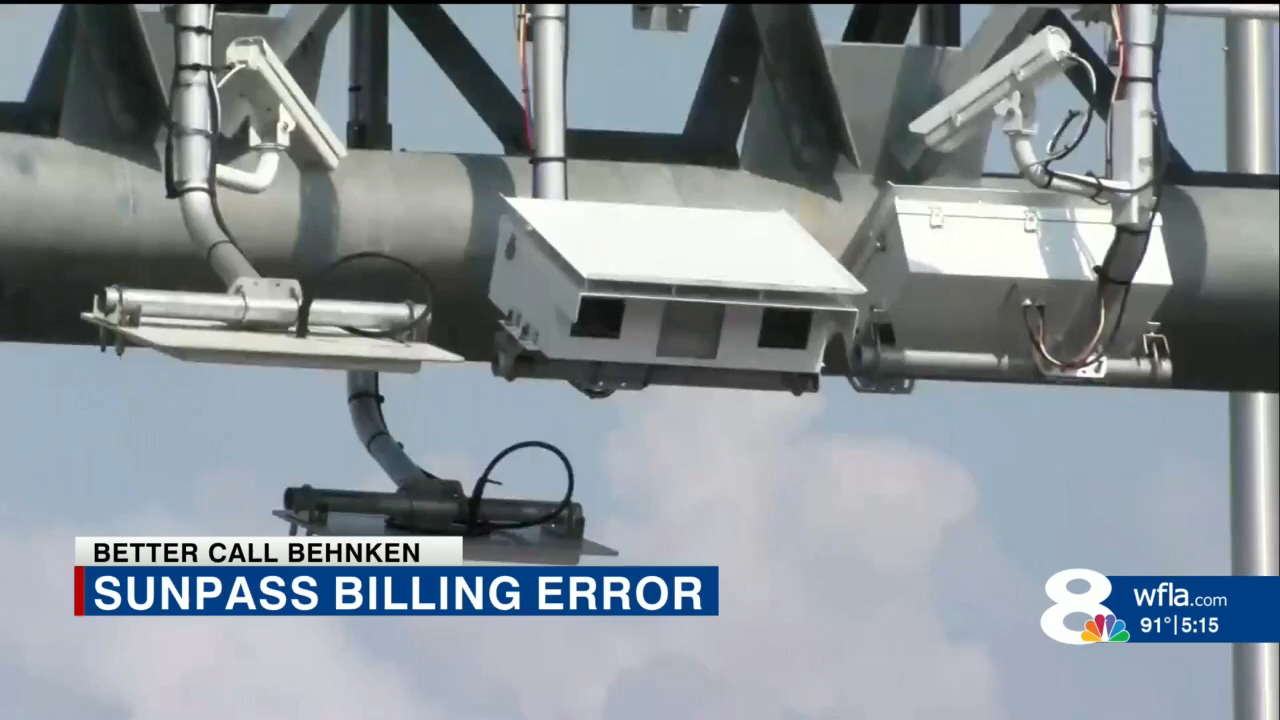 BETTER CALL BEHNKEN
SUNPASS BILLING ERROR
8 wfla.com
91° | 5:15